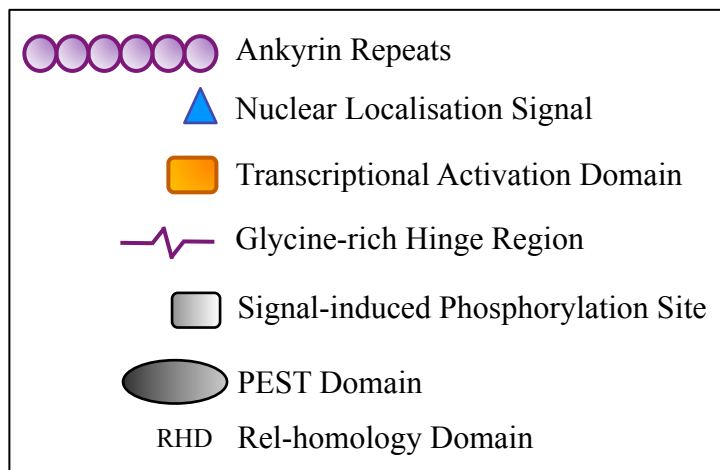 Ankyrin Repeats
Nuclear Localisation Signal
Transcriptional Activation Domain
Glycine-rich Hinge Region
Signal-induced Phosphorylation Site
PEST Domain
RHD Rel-homology Domain